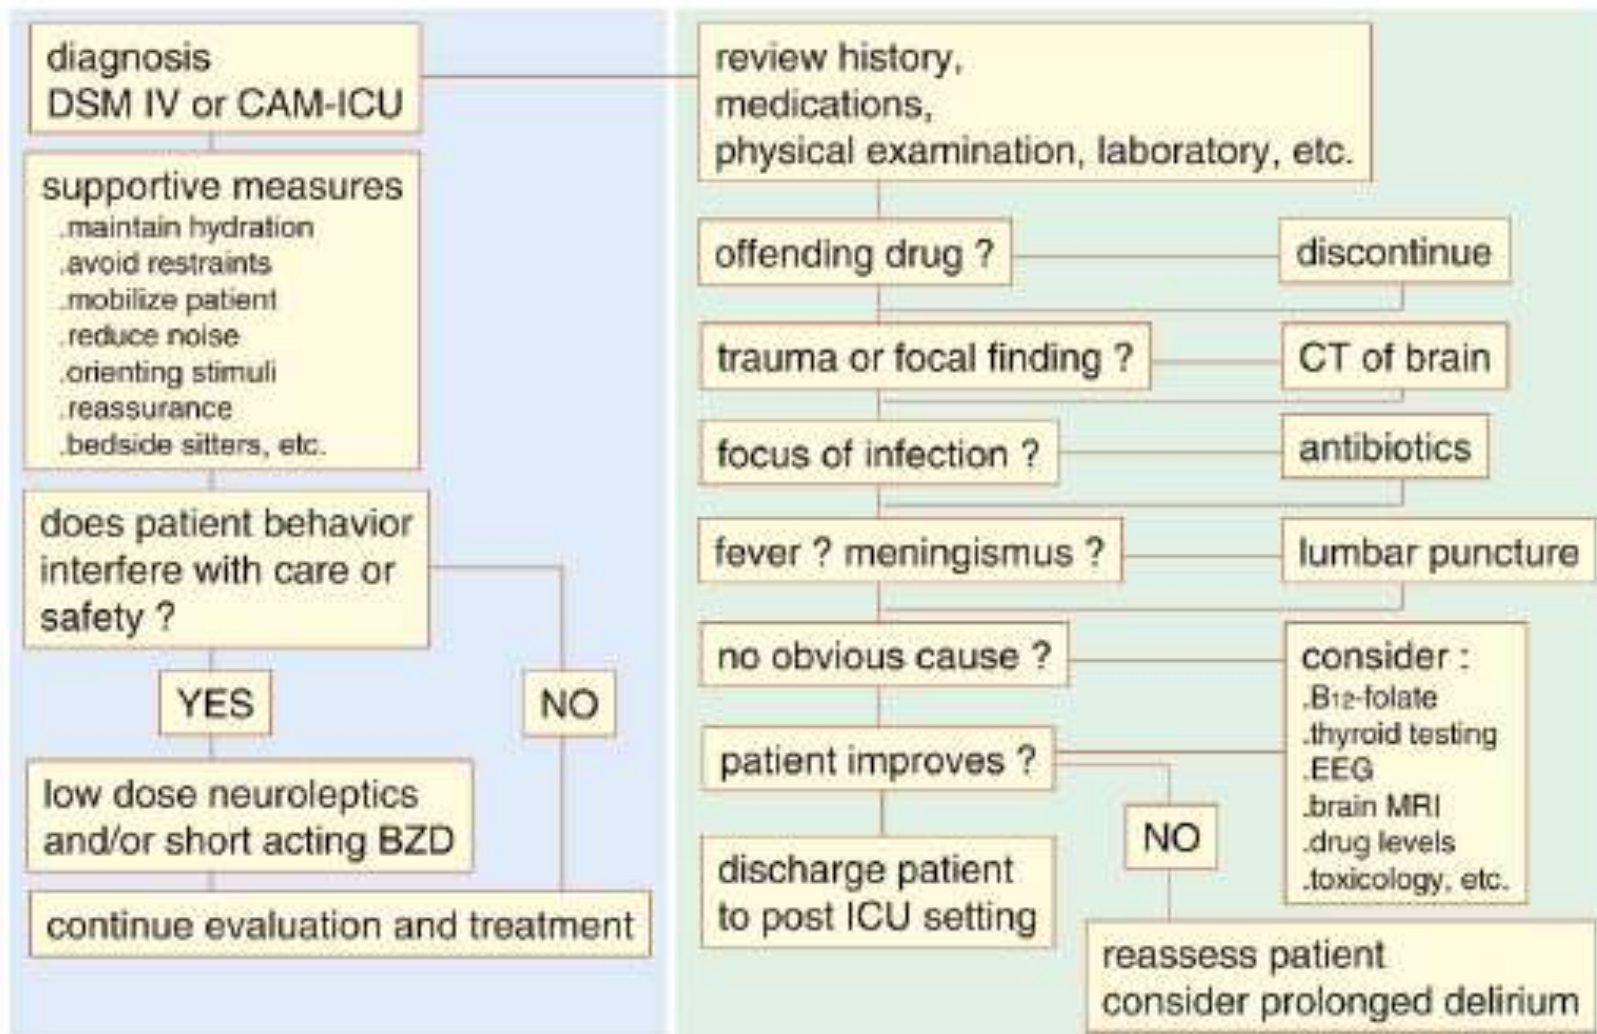 diagnosis
DSM IV or CAM-ICU
supportive measures
.maintain hydration
.avoid restraints
.mobilize patient
.reduce noise
.orienting stimuli
.reassurance
.bedside sitters, etc.
does patient behavior
interfere with care or
safety ?
YES
NO
low dose neuroleptics
and/or short acting BZD
continue evaluation and treatment
review history,
medications,
physical examination, laboratory, etc.
offending drug ?
discontinue
trauma or focal finding ?
CT of brain
focus of infection ?
antibiotics
fever ? meningismus ?
lumbar puncture
no obvious cause ?
consider :
.B12-folate
.thyroid testing
.EEG
.brain MRI
.drug levels
.toxicology, etc.
patient improves ?
NO
discharge patient
to post ICU setting
reassess patient
consider prolonged delirium